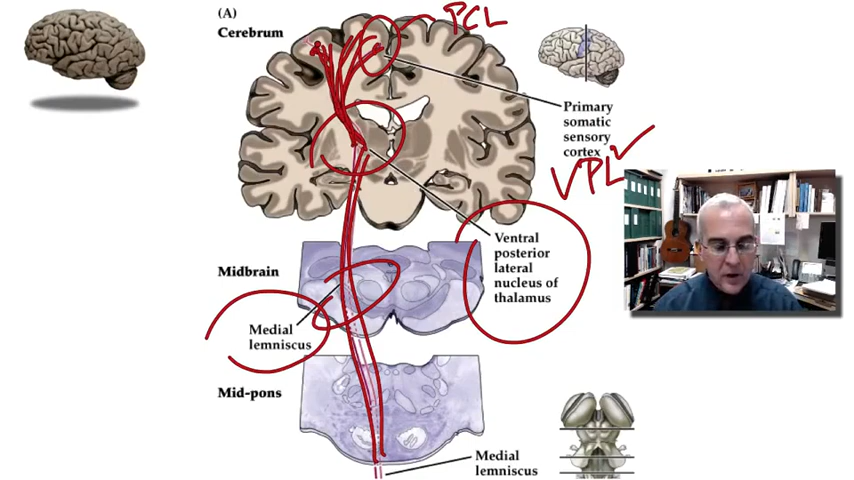 (A)
Cerebrum
PCL
Primary
somatic
sensory
cortex
VPL
Ventral
posterior
lateral
nucleus of
thalamus
Midbrain
Medial
lemniscus
Mid-pons
Medial
lemniscus